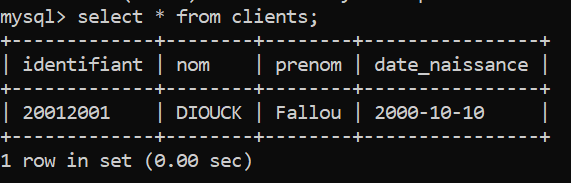 mysql> select * from clients;
+-------------+--------+--------+----------------+
| identifiant | nom    | prenom | date_naissance |
+-------------+--------+--------+----------------+
| 20012001    | DIOUCK | Fallou | 2000-10-10     |
+-------------+--------+--------+----------------+
1 row in set (0.00 sec)